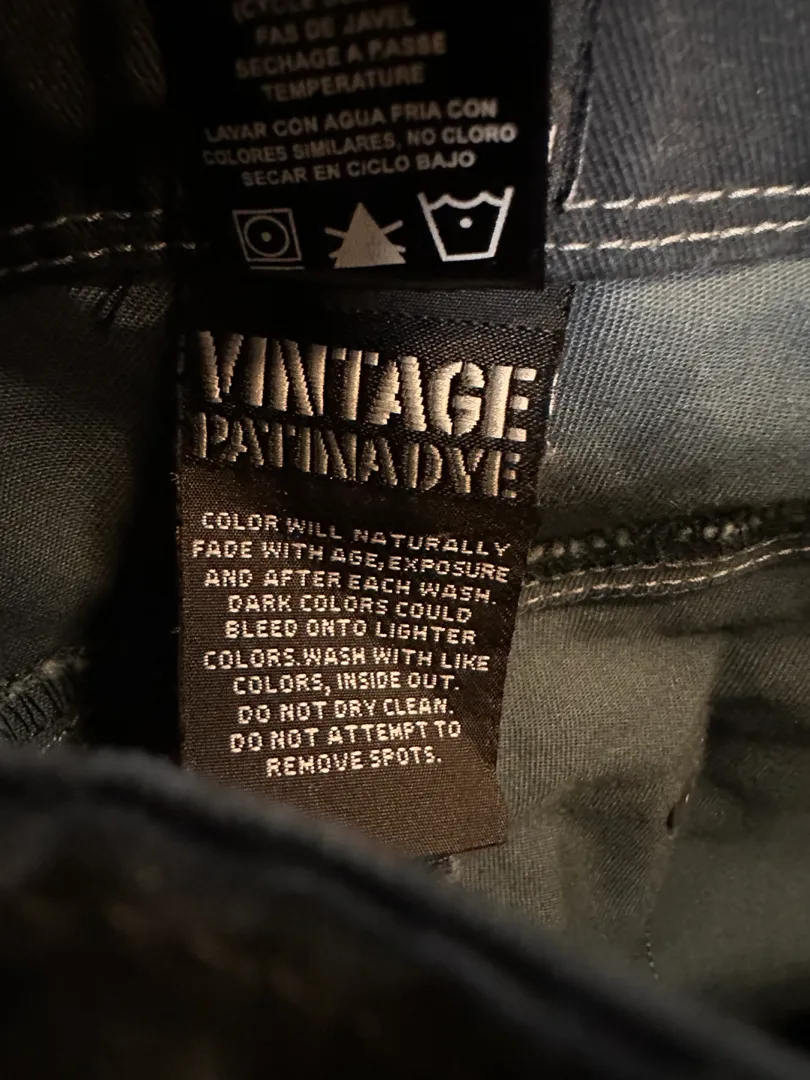 (CYCLE
PAS DE JAVEL
SECHAGE A PASSE
TEMPERATURE
LAVAR CON AGUA FRIA CON
COLORES SIMILARES, NO CLORO
SECAR EN CICLO BAJO
VINTAGE
PATINADYE
COLOR WILL NATURALLY
FADE WITH AGE, EXPOSURE
AND AFTER EACH WASH.
DARK COLORS COULD
BLEED ONTO LIGHTER
COLORS. WASH WITH LIKE
COLORS, INSIDE OUT.
DO NOT DRY CLEAN.
DO NOT ATTEMPT TO
REMOVE SPOTS.